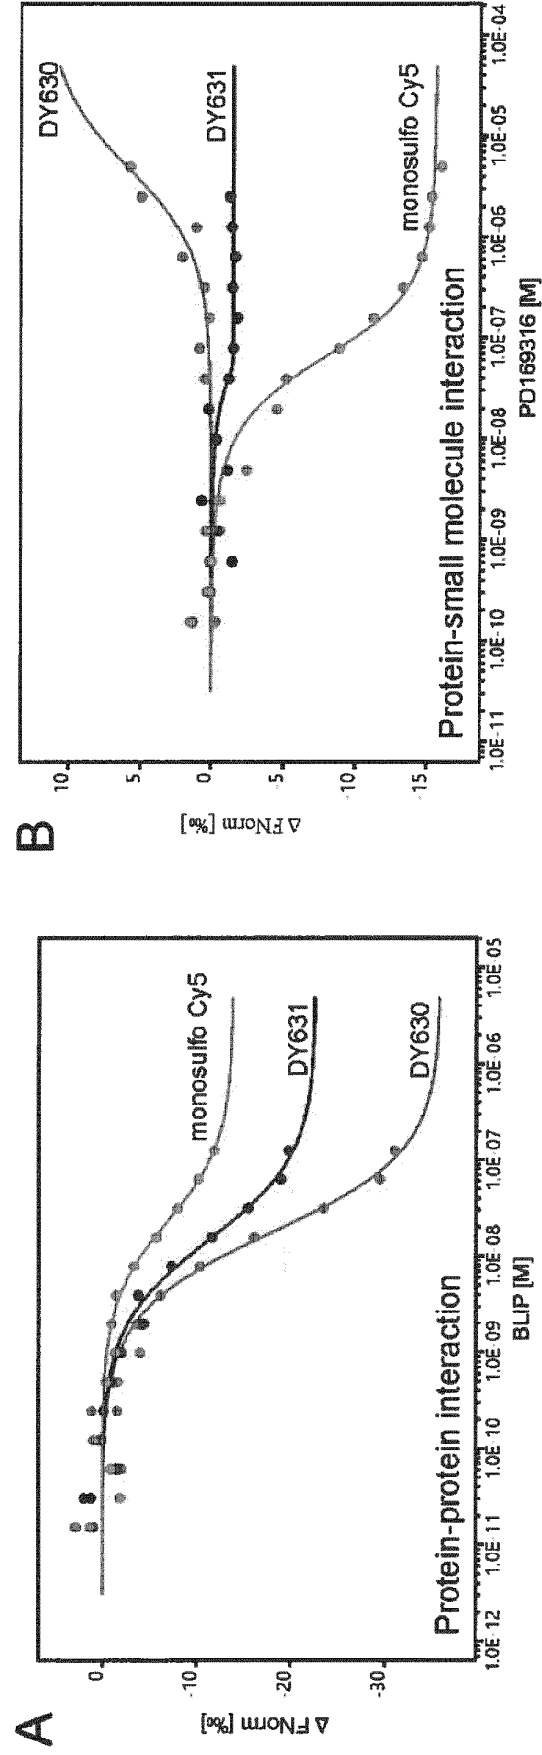 A
Δ FNorm [‰]
0
-10
-20
-30
monosulfo Cy5
DY631
DY630
Protein-protein interaction
1.0E-12
1.0E-11
1.0E-10
1.0E-09
1.0E-08
1.0E-07
1.0E-06
1.0E-05
BLIP [M]
B
Δ FNorm [‰]
10
5
0
-5
-10
-15
DY630
DY631
monosulfo Cy5
Protein-small molecule interaction
1.0E-11
1.0E-10
1.0E-09
1.0E-08
1.0E-07
1.0E-06
1.0E-05
1.0E-04
PD169316 [M]